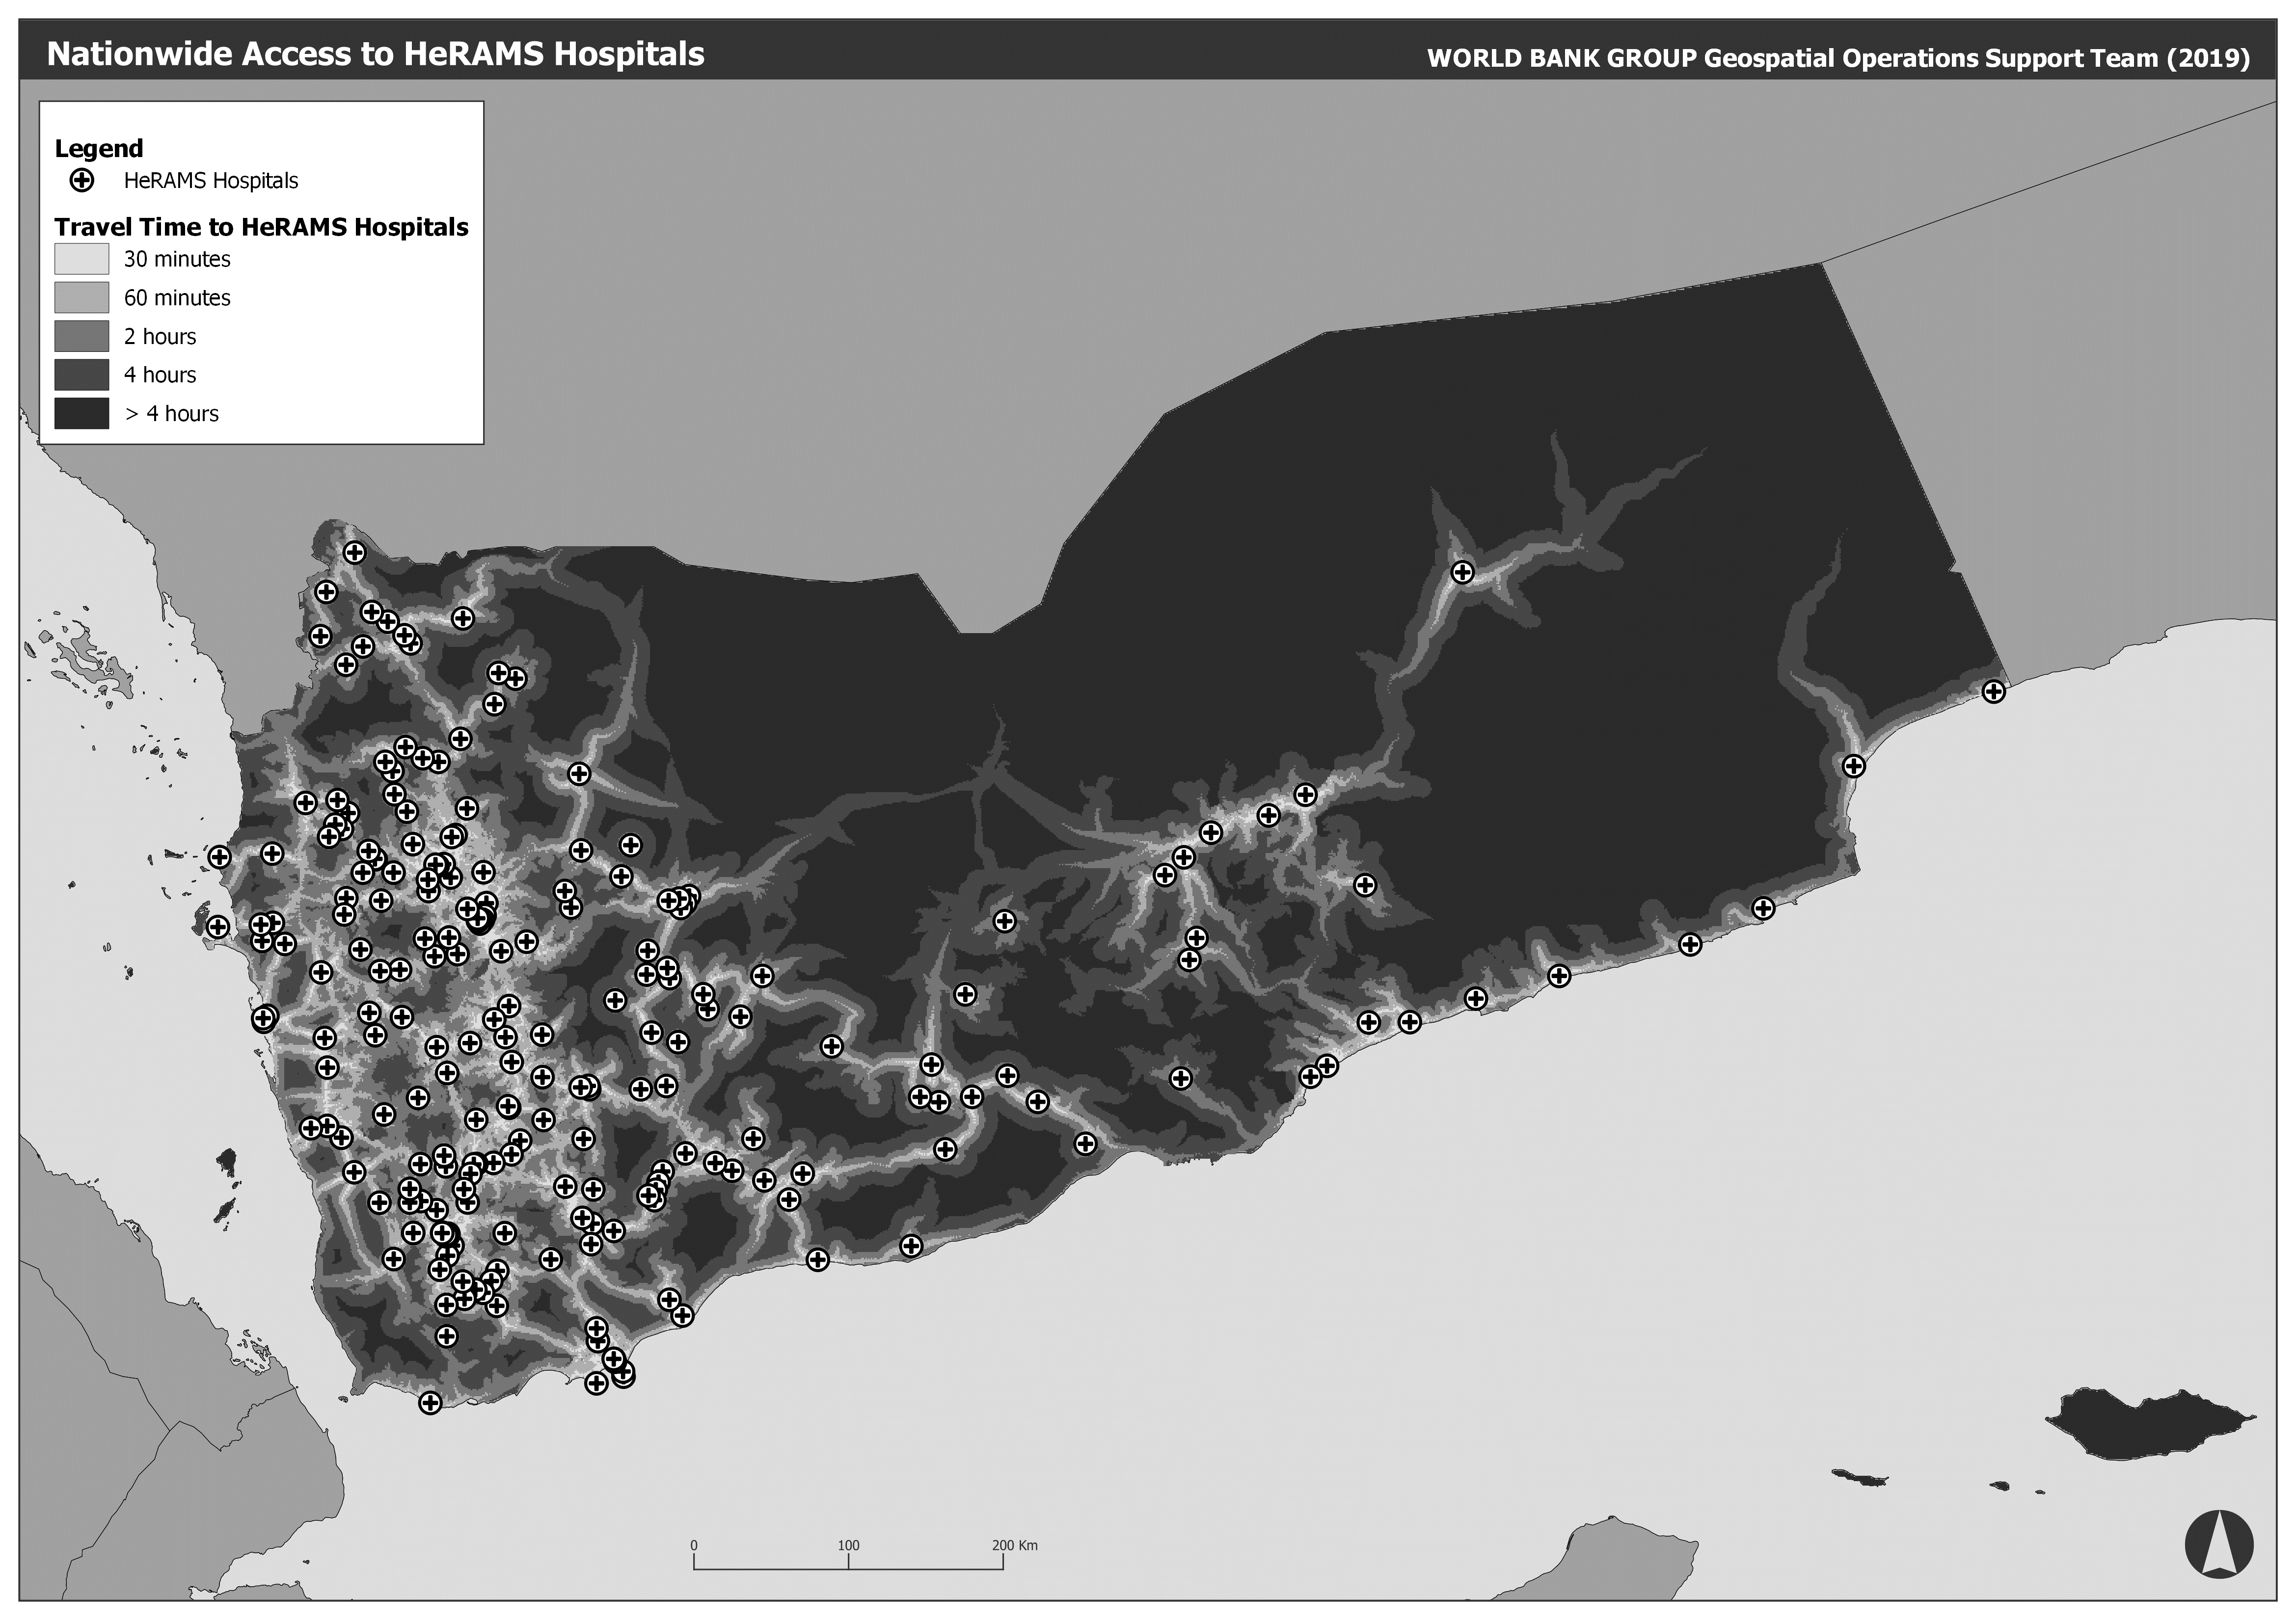 Nationwide Access to HeRAMS Hospitals
WORLD BANK GROUP Geospatial Operations Support Team (2019)
Legend
HeRAMS Hospitals
Travel Time to HeRAMS Hospitals
30 minutes
60 minutes
2 hours
4 hours
> 4 hours
0 100 200 Km